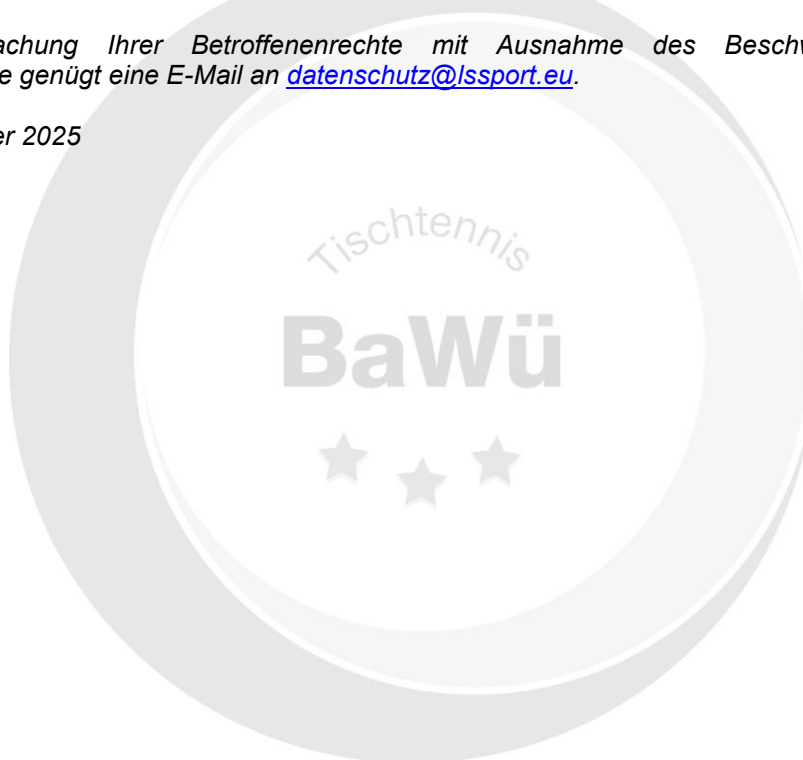 achung Ihrer Betroffenenrechte mit Ausnahme des Beschw
e genügt eine E-Mail an datenschutz@lssport.eu.
er 2025
Tischtennis
BaWü